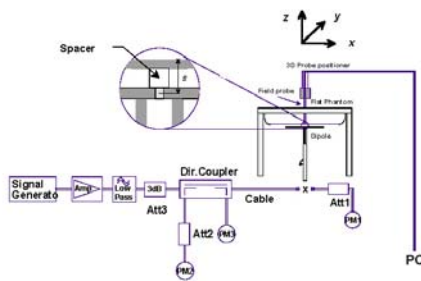 z
y
x
Spacer
s
3D Probe positioner
Field probe
Flat Phantom
Dipole
Dir.Coupler
Signal
Generato
Amp
Low
Pass
3dB
Att3
Cable
x
Att1
PM1
Att2
PM3
PM2
PC